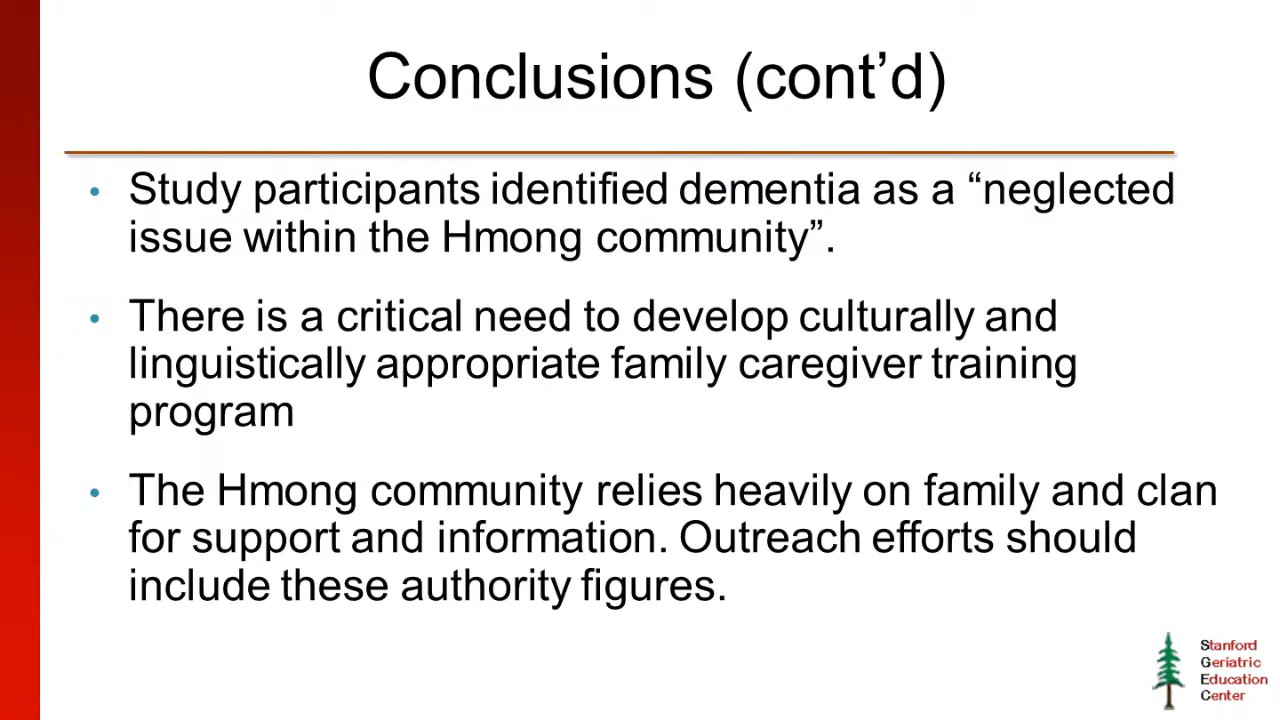 Conclusions (cont’d)
• Study participants identified dementia as a “neglected
issue within the Hmong community”.
• There is a critical need to develop culturally and
linguistically appropriate family caregiver training
program
• The Hmong community relies heavily on family and clan
for support and information. Outreach efforts should
include these authority figures.
Stanford
Geriatric
Education
Center